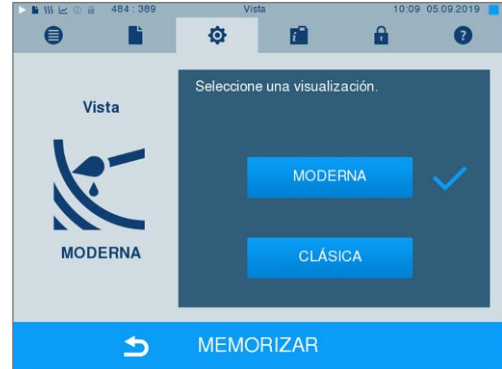 484 : 389 Vista 10:09 05.09.2019
Vista
MODERNA
Seleccione una visualización.
MODERNA
CLÁSICA
MEMORIZAR